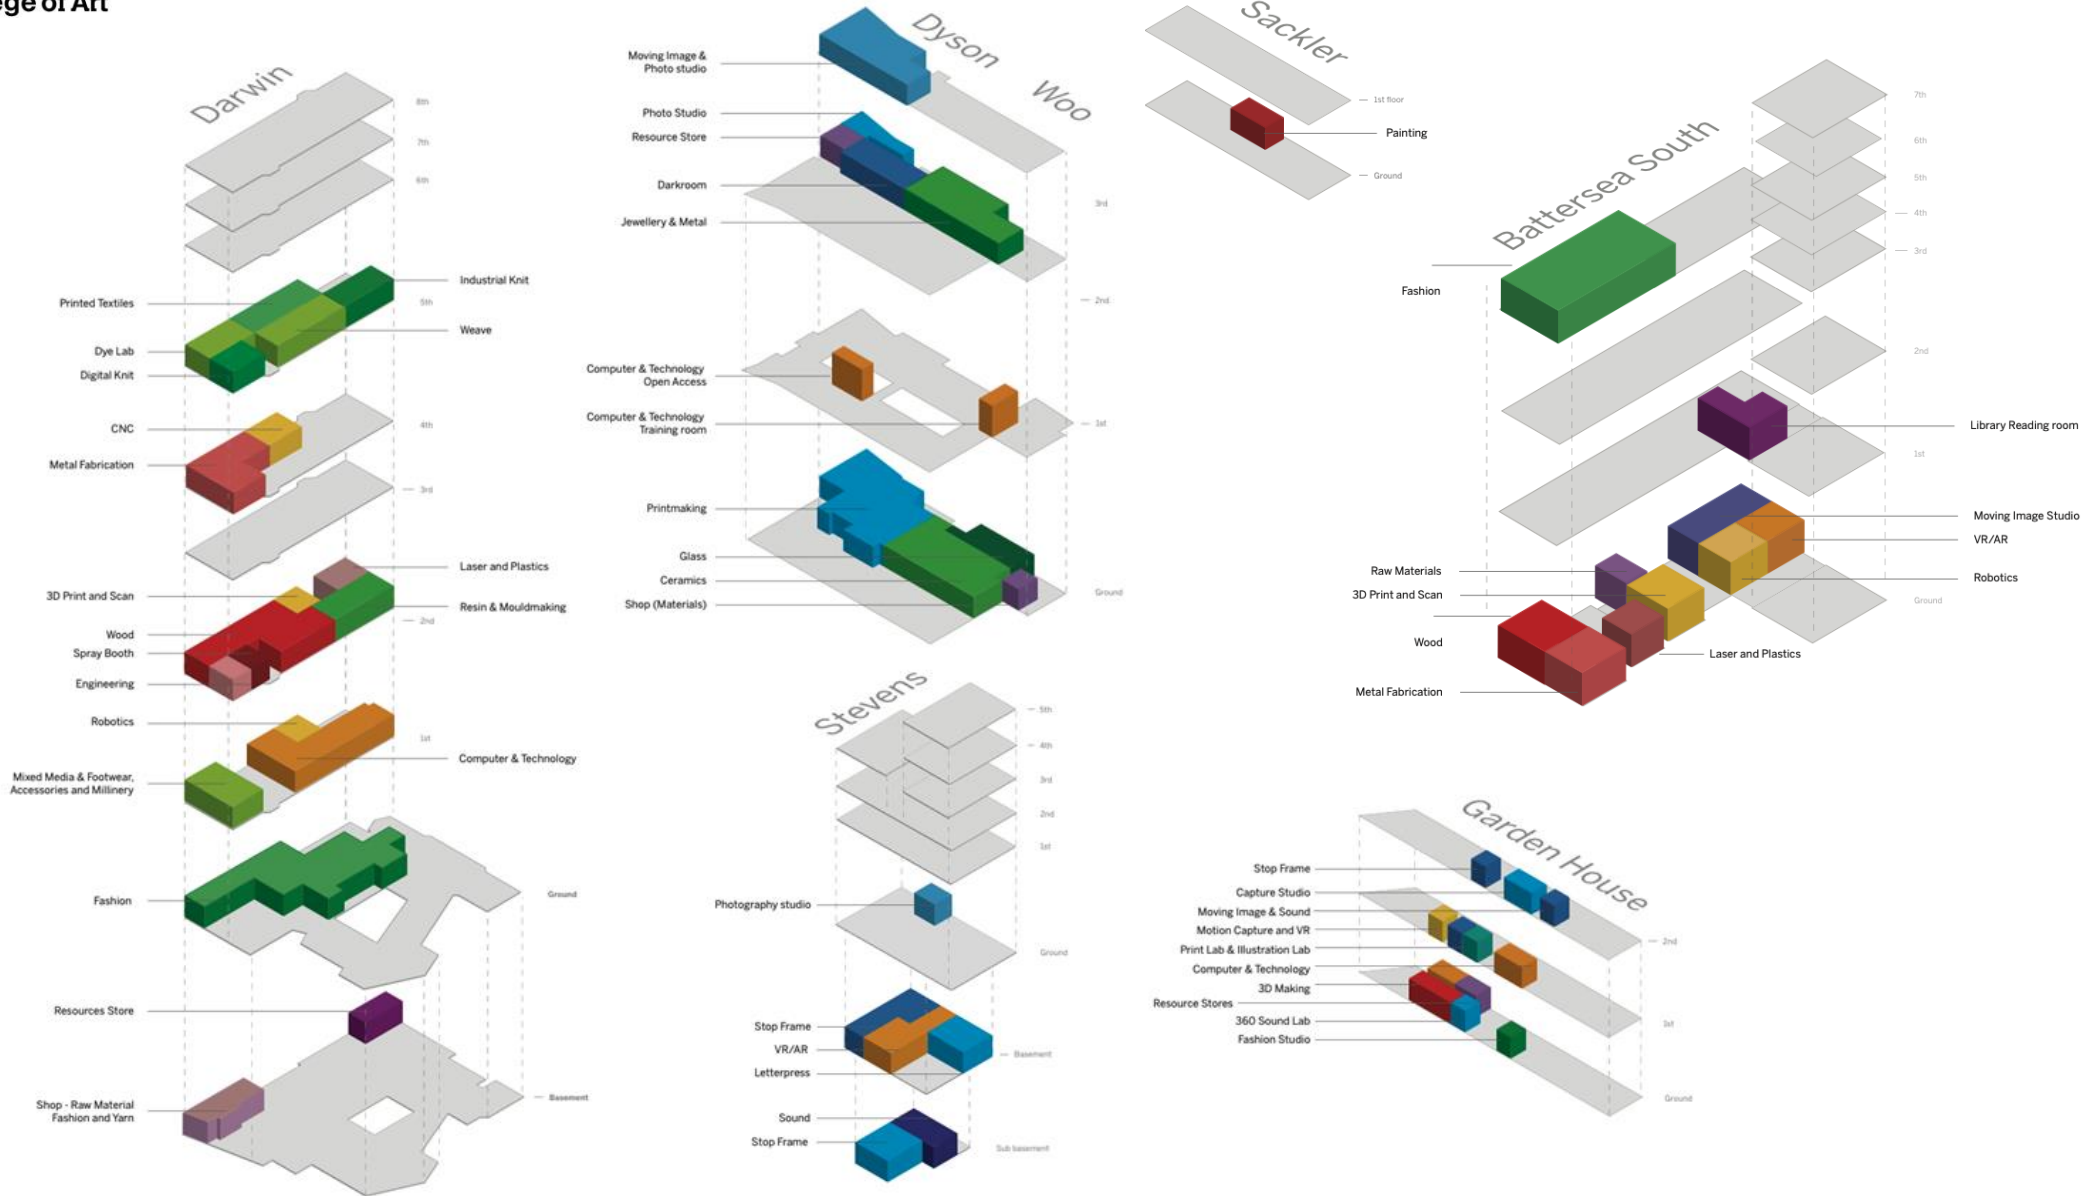 ege of Art
Darwin
8th
7th
6th
Industrial Knit
Printed Textiles
5th
Weave
Dye Lab
Digital Knit
CNC
4th
Metal Fabrication
3rd
Laser and Plastics
3D Print and Scan
Resin & Mouldmaking
2nd
Wood
Spray Booth
Engineering
Robotics
1st
Computer & Technology
Mixed Media & Footwear,
Accessories and Millinery
Ground
Fashion
Resources Store
Basement
Shop - Raw Material
Fashion and Yarn
Dyson
Woo
Moving Image &
Photo studio
Photo Studio
Resource Store
Darkroom
3rd
Jewellery & Metal
2nd
Computer & Technology
Open Access
Computer & Technology
Training room
1st
Printmaking
Glass
Ceramics
Ground
Shop (Materials)
Stevens
5th
4th
3rd
2nd
1st
Photography studio
Ground
Stop Frame
VR/AR
Basement
Letterpress
Sound
Stop Frame
Sub basement
Sackler
1st floor
Painting
Ground
Battersea South
7th
6th
5th
4th
3rd
Fashion
2nd
Library Reading room
1st
Moving Image Studio
VR/AR
Raw Materials
Robotics
3D Print and Scan
Ground
Wood
Laser and Plastics
Metal Fabrication
Garden House
Stop Frame
Capture Studio
Moving Image & Sound
Motion Capture and VR
2nd
Print Lab & Illustration Lab
Computer & Technology
3D Making
Resource Stores
360 Sound Lab
1st
Fashion Studio
Ground